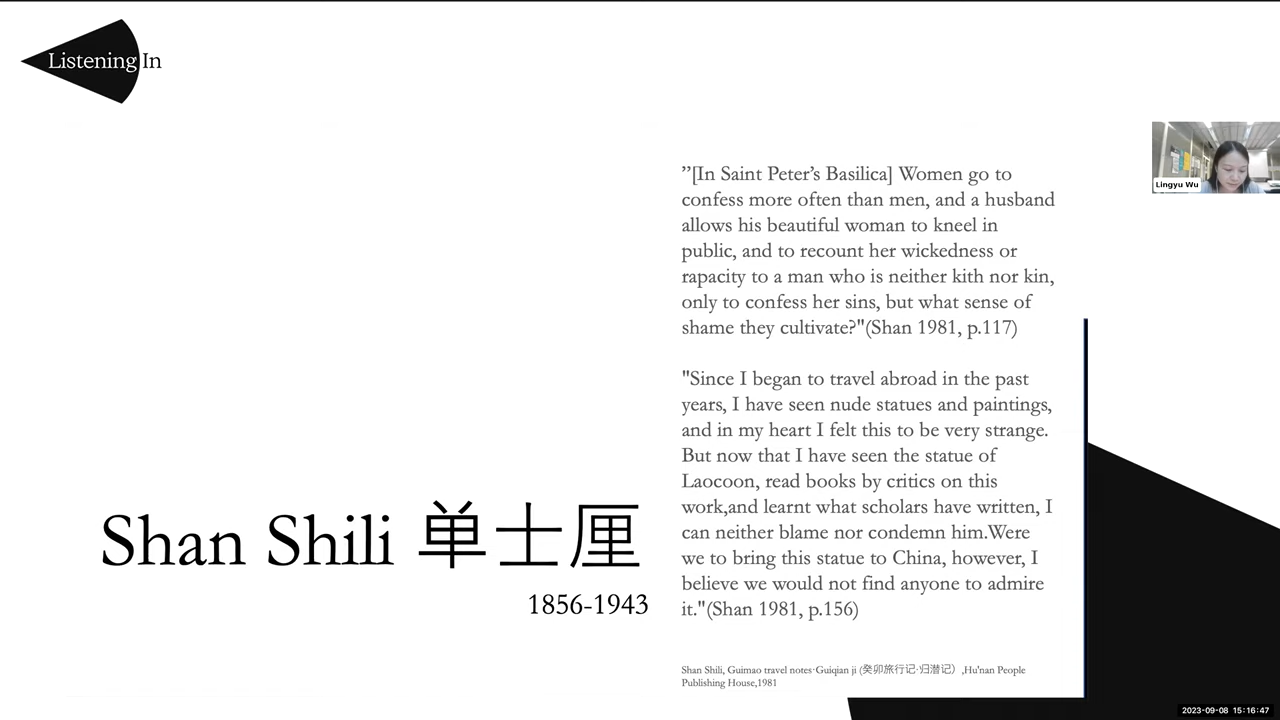 Listening In
Lingyu Wu
”[In Saint Peter’s Basilica] Women go to
confess more often than men, and a husband
allows his beautiful woman to kneel in
public, and to recount her wickedness or
rapacity to a man who is neither kith nor kin,
only to confess her sins, but what sense of
shame they cultivate?"(Shan 1981, p.117)
"Since I began to travel abroad in the past
years, I have seen nude statues and paintings,
and in my heart I felt this to be very strange.
But now that I have seen the statue of
Laocoon, read books by critics on this
work,and learnt what scholars have written, I
can neither blame nor condemn him.Were
we to bring this statue to China, however, I
believe we would not find anyone to admire
it."(Shan 1981, p.156)
Shan Shili 単士厘
1856-1943
Shan Shili, Guimao travel notes·Guiqian ji (癸卯旅行记·归潜记）,Hu'nan People
Publishing House,1981
2023-09-08 15:16:47